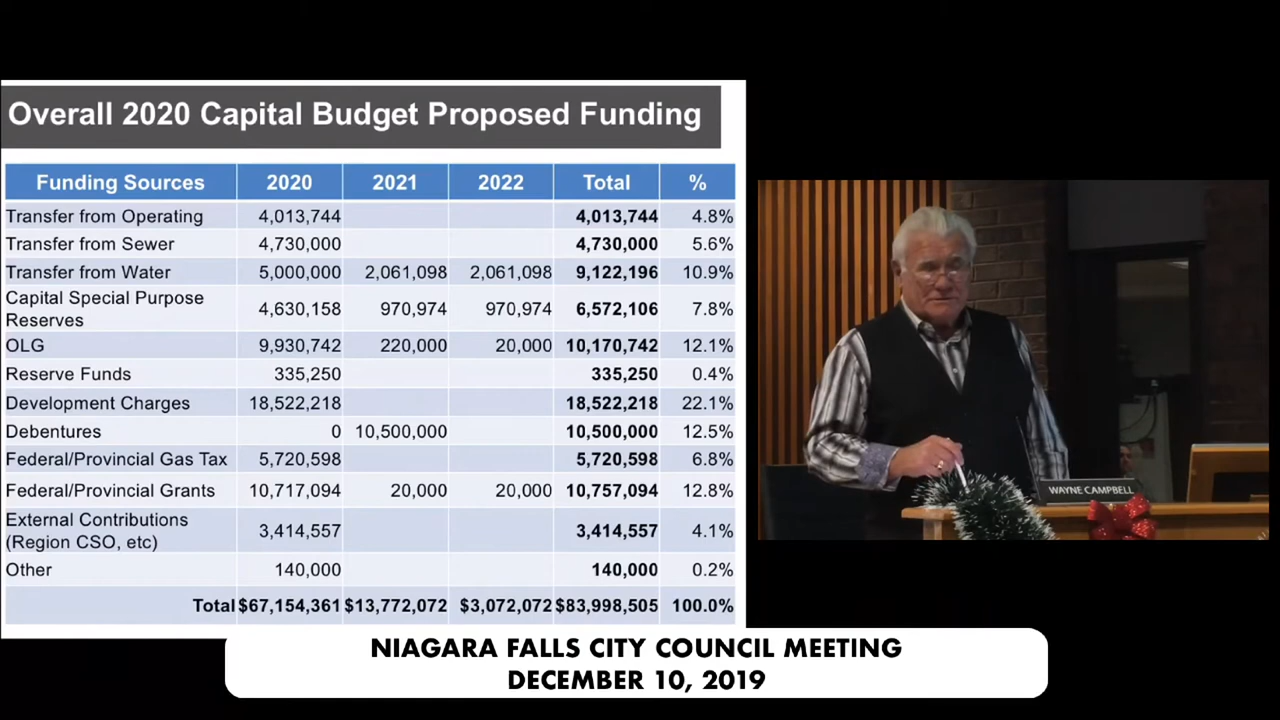 Overall 2020 Capital Budget Proposed Funding
Funding Sources 2020 2021 2022 Total %
Transfer from Operating 4,013,744 4,013,744 4.8%
Transfer from Sewer 4,730,000 4,730,000 5.6%
Transfer from Water 5,000,000 2,061,098 2,061,098 9,122,196 10.9%
Capital Special Purpose
Reserves 4,630,158 970,974 970,974 6,572,106 7.8%
OLG 9,930,742 220,000 20,000 10,170,742 12.1%
Reserve Funds 335,250 335,250 0.4%
Development Charges 18,522,218 18,522,218 22.1%
Debentures 0 10,500,000 10,500,000 12.5%
Federal/Provincial Gas Tax 5,720,598 5,720,598 6.8%
Federal/Provincial Grants 10,717,094 20,000 20,000 10,757,094 12.8%
External Contributions
(Region CSO, etc) 3,414,557 3,414,557 4.1%
Other 140,000 140,000 0.2%
Total $67,154,361 $13,772,072 $3,072,072 $83,998,505 100.0%
WAYNE CAMPBELL
NIAGARA FALLS CITY COUNCIL MEETING
DECEMBER 10, 2019